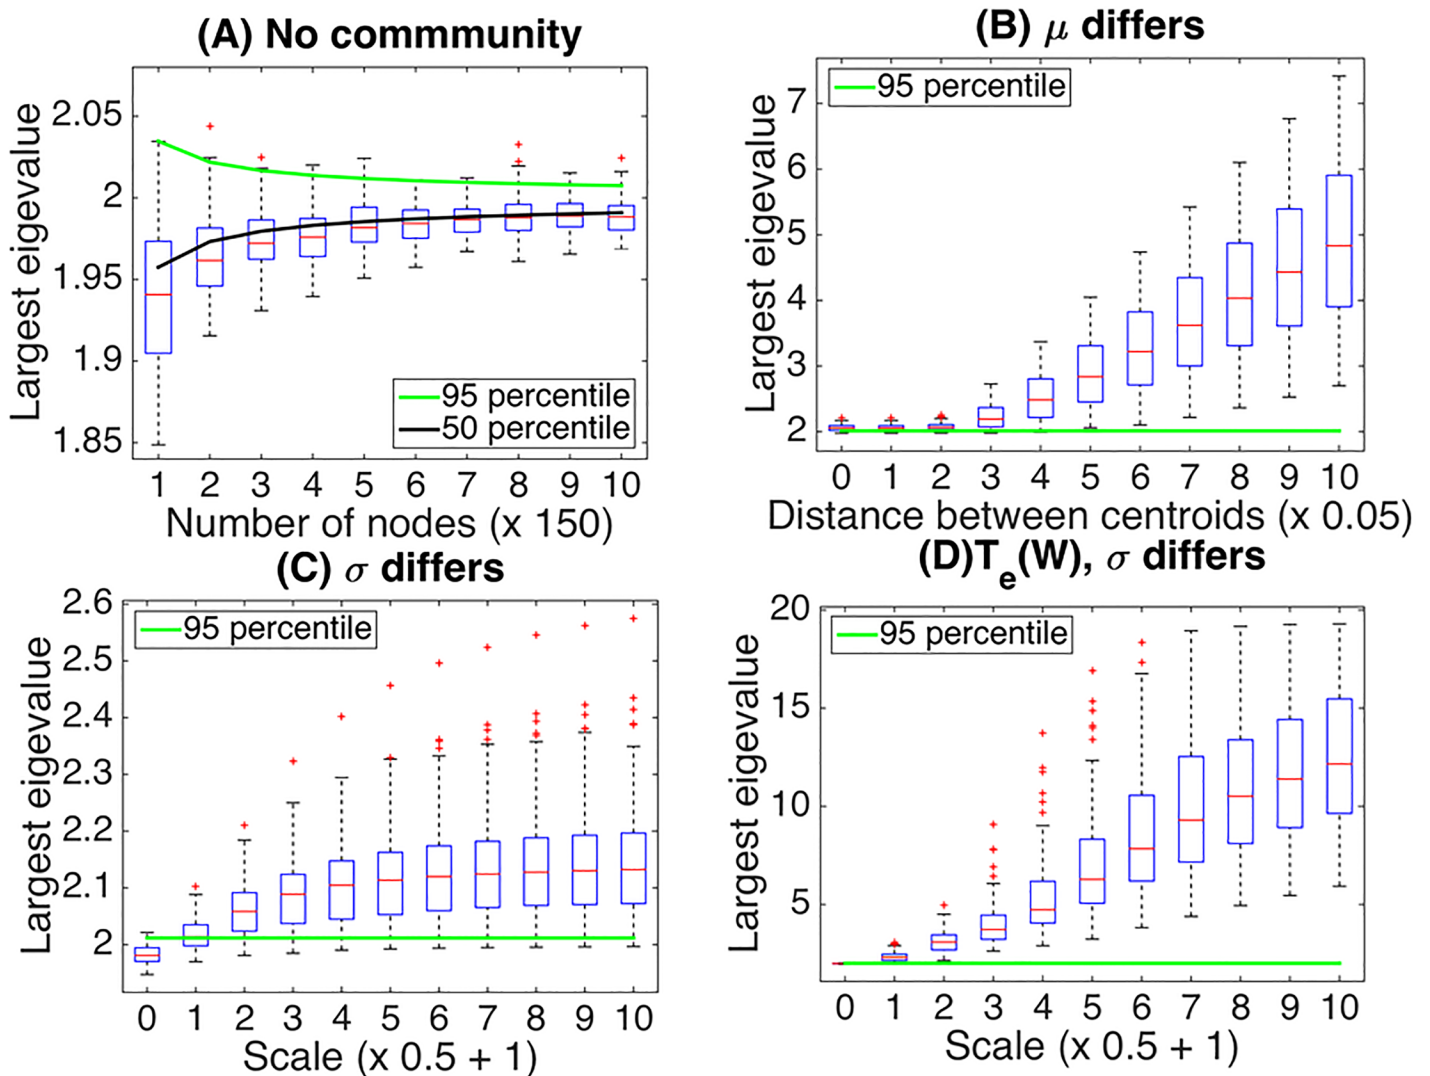 (A) No commmunity
Largest eigevalue
2.05
2
1.95
1.9
1.85
95 percentile
50 percentile
1 2 3 4 5 6 7 8 9 10
Number of nodes (x 150)
(B) μ differs
Largest eigevalue
7
6
5
4
3
2
95 percentile
0 1 2 3 4 5 6 7 8 9 10
Distance between centroids (x 0.05)
(C) σ differs
Largest eigevalue
2.6
2.5
2.4
2.3
2.2
2.1
2
95 percentile
0 1 2 3 4 5 6 7 8 9 10
Scale (x 0.5 + 1)
(D)Te(W), σ differs
Largest eigevalue
20
15
10
5
95 percentile
0 1 2 3 4 5 6 7 8 9 10
Scale (x 0.5 + 1)